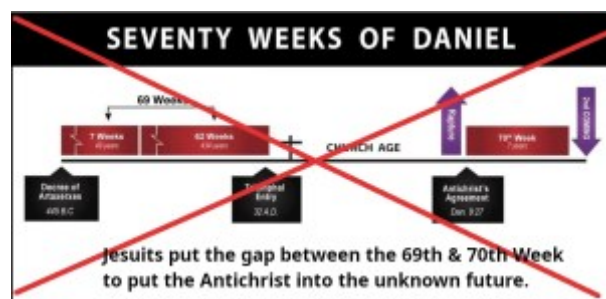 SEVENTY WEEKS OF DANIEL
69 Weeks
7 Weeks
49 years
62 Weeks
434 years
CHURCH AGE
Rapture
70th Week
7 years
2nd COMING
Decree of
Artaxerxes
445 B.C.
Triumphal
Entry
32 A.D.
Antichrist's
Agreement
Dan. 9:27
Jesuits put the gap between the 69th & 70th Week
to put the Antichrist into the unknown future.